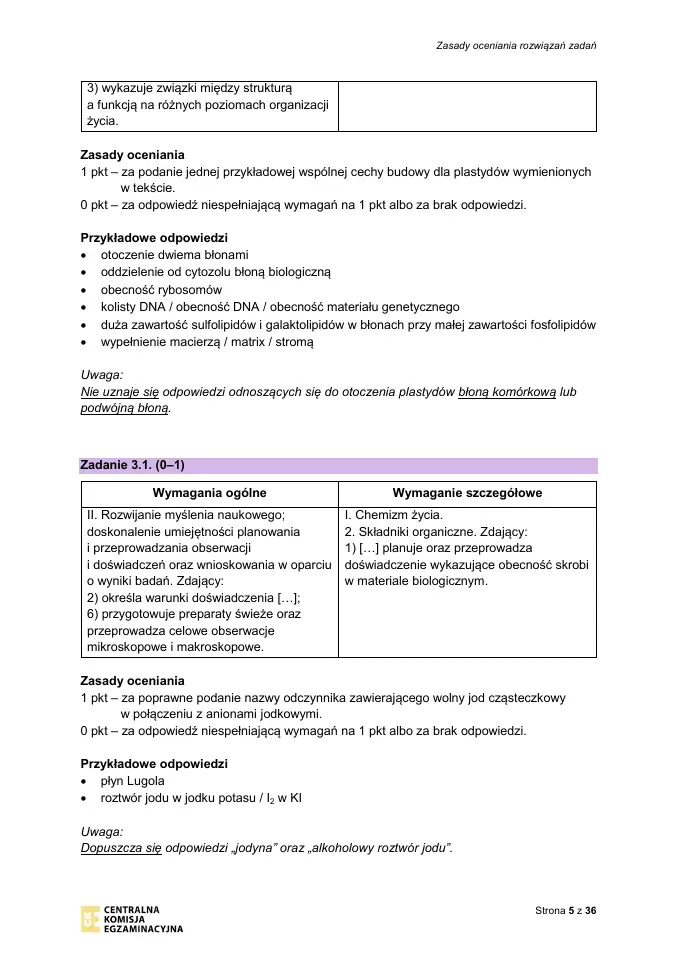 Zasady oceniania rozwiązań zadań
3) wykazuje związki między strukturą
a funkcją na różnych poziomach organizacji
życia.
Zasady oceniania
1 pkt – za podanie jednej przykładowej wspólnej cechy budowy dla plastydów wymienionych
w tekście.
0 pkt – za odpowiedź niespełniającą wymagań na 1 pkt albo za brak odpowiedzi.
Przykładowe odpowiedzi
• otoczenie dwiema błonami
• oddzielenie od cytozolu błoną biologiczną
• obecność rybosomów
• kolisty DNA / obecność DNA / obecność materiału genetycznego
• duża zawartość sulfolipidów i galaktolipidów w błonach przy małej zawartości fosfolipidów
• wypełnienie macierzą / matrix / stromą
Uwaga:
Nie uznaje się odpowiedzi odnoszących się do otoczenia plastydów błoną komórkową lub
podwójną błoną.
Zadanie 3.1. (0–1)
Wymagania ogólne
Wymaganie szczegółowe
II. Rozwijanie myślenia naukowego;
doskonalenie umiejętności planowania
i przeprowadzania obserwacji
i doświadczeń oraz wnioskowania w oparciu
o wyniki badań. Zdający:
2) określa warunki doświadczenia […];
6) przygotowuje preparaty świeże oraz
przeprowadza celowe obserwacje
mikroskopowe i makroskopowe.
I. Chemizm życia.
2. Składniki organiczne. Zdający:
1) […] planuje oraz przeprowadza
doświadczenie wykazujące obecność skrobi
w materiale biologicznym.
Zasady oceniania
1 pkt – za poprawne podanie nazwy odczynnika zawierającego wolny jod cząsteczkowy
w połączeniu z anionami jodkowymi.
0 pkt – za odpowiedź niespełniającą wymagań na 1 pkt albo za brak odpowiedzi.
Przykładowe odpowiedzi
• płyn Lugola
• roztwór jodu w jodku potasu / I₂ w KI
Uwaga:
Dopuszcza się odpowiedzi „jodyna” oraz „alkoholowy roztwór jodu”.
CENTRALNA
KOMISJA
EGZAMINACYJNA
Strona 5 z 36